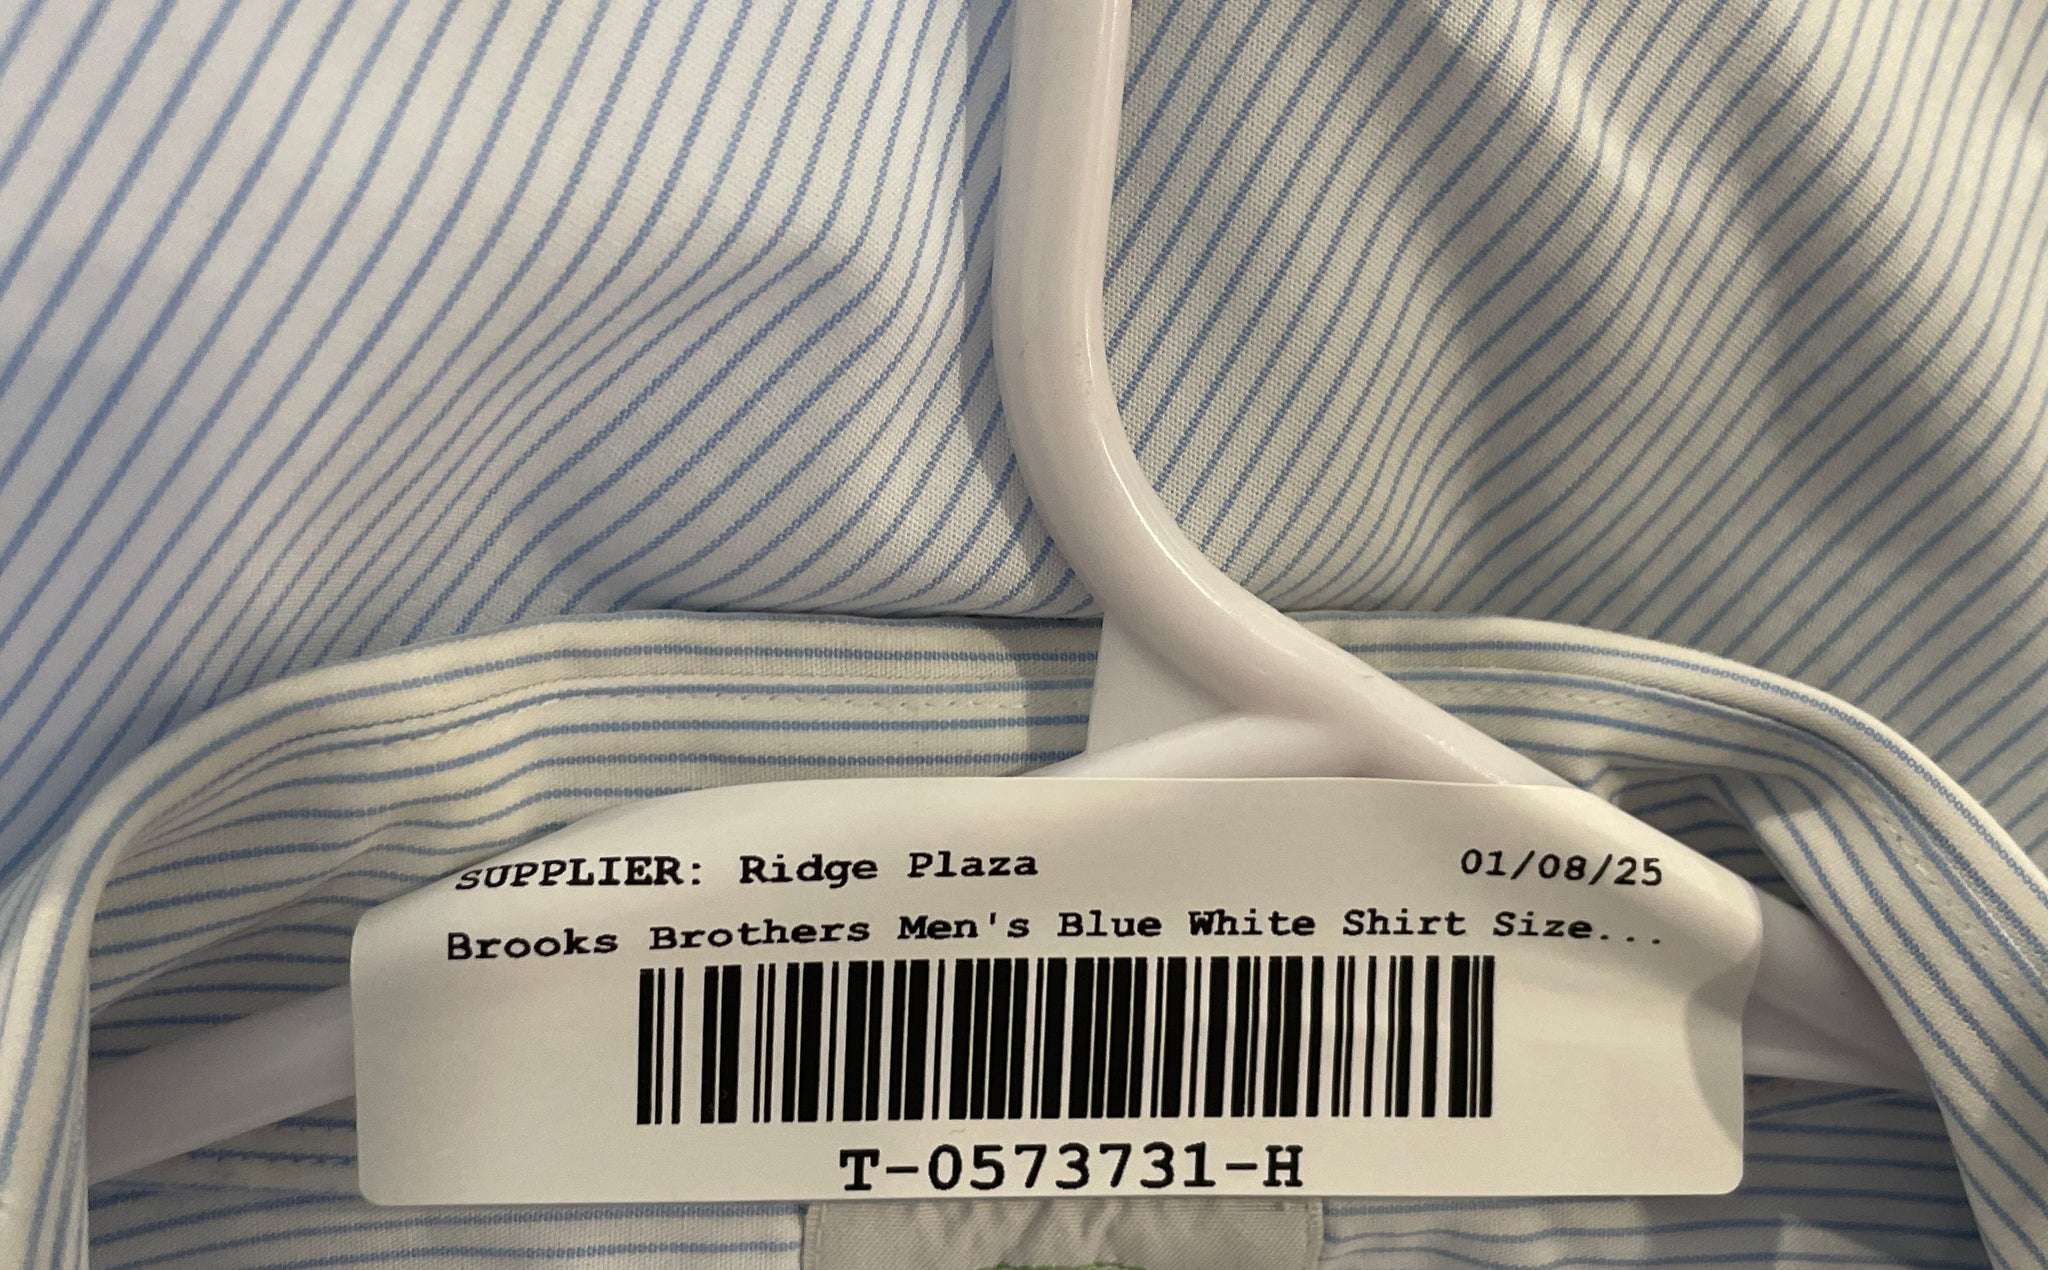 SUPPLIER: Ridge Plaza 01/08/25
Brooks Brothers Men's Blue White Shirt Size...
T-0573731-H